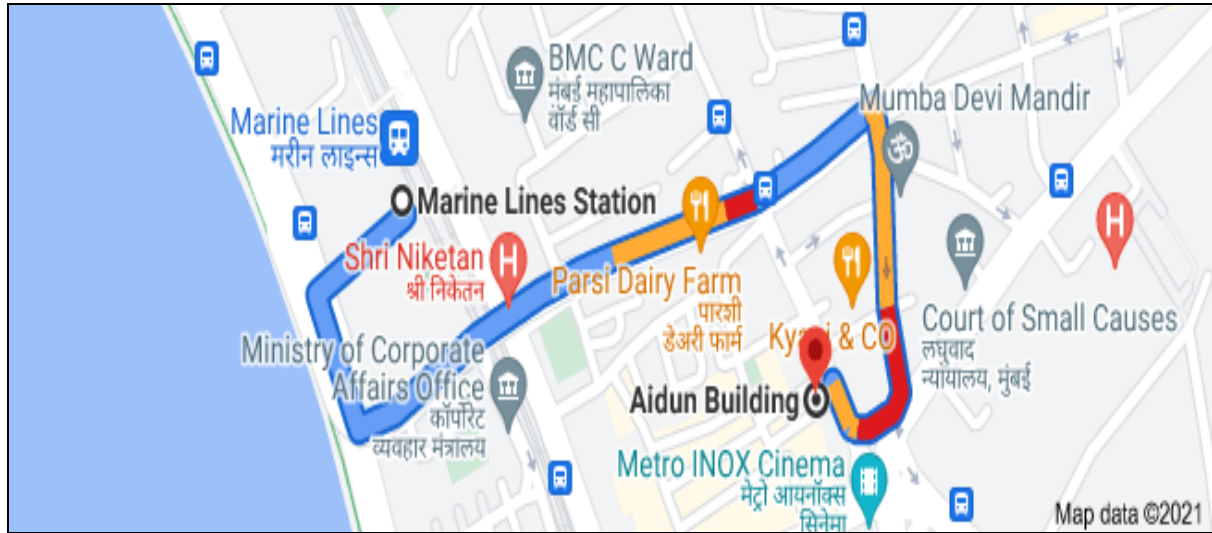 BMC C Ward
मंबई महापालिका
वॉर्ड सी
Mumba Devi Mandir
Marine Lines
मरीन लाइन्स
Marine Lines Station
Shri Niketan
श्री निकेतन
Parsi Dairy Farm
पारशी
डेअरी फार्म
& CO
Court of Small Causes
लघुवाद
न्यायालय, मुंबई
Ministry of Corporate
Affairs Office
कॉर्पोरेट
व्यवहार मंत्रालय
Aidun Building
Metro INOX Cinema
मेट्रो आयनॉक्स
सिनेमा
Map data ©2021